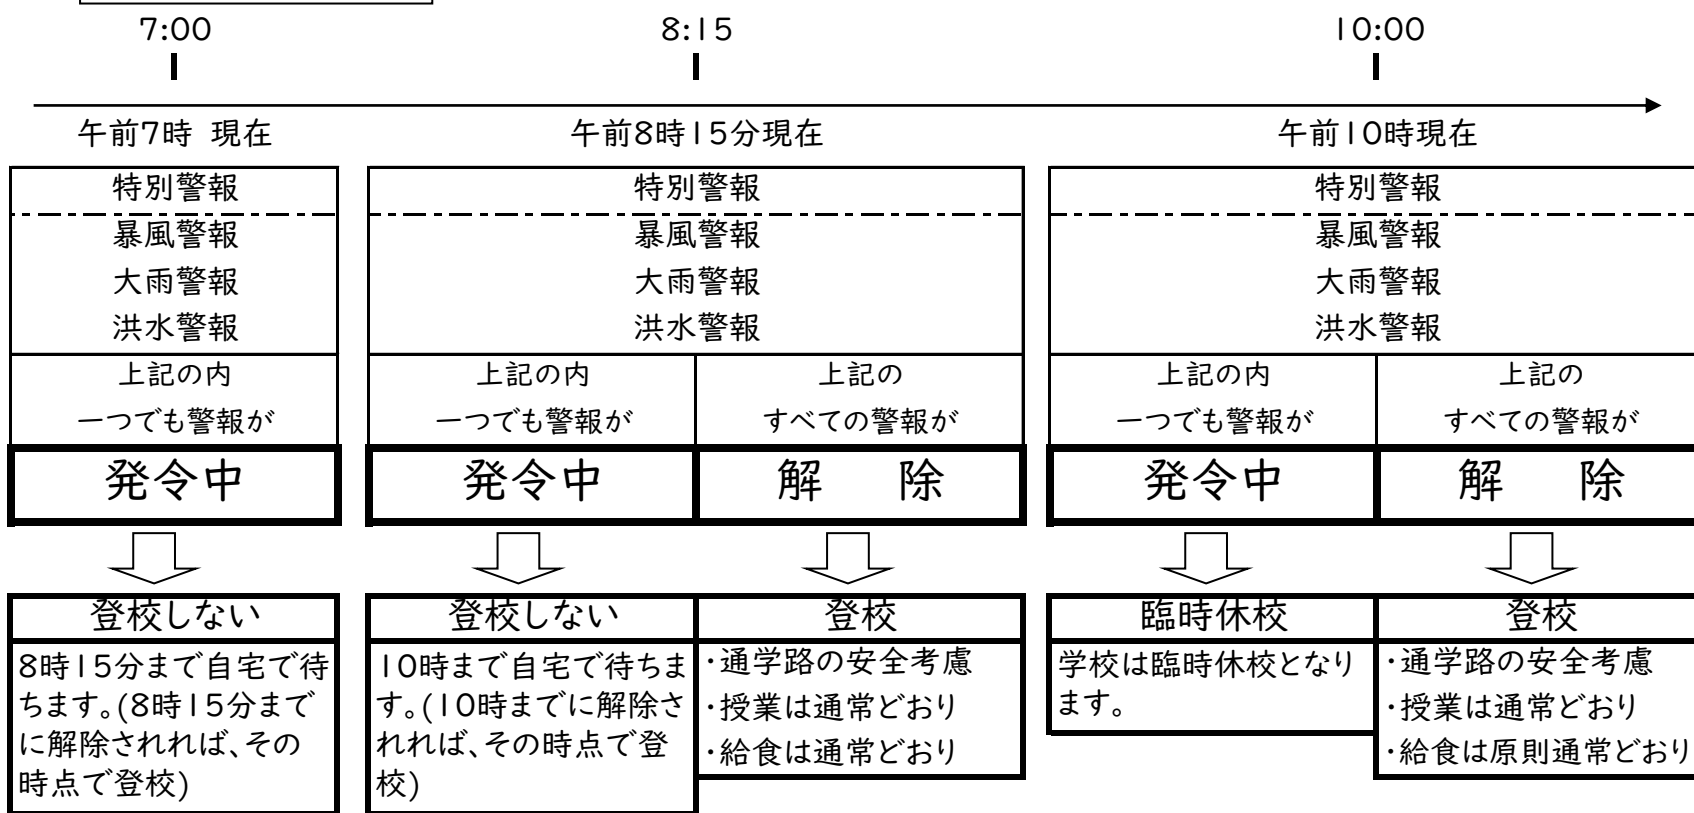 7:00
8:15
10:00
午前7時 現在
午前8時15分現在
午前10時現在
特別警報
暴風警報
大雨警報
洪水警報
上記の内
一つでも警報が
発令中
登校しない
8時15分まで自宅で待
ちます。(8時15分まで
に解除されれば、その
時点で登校)
特別警報
暴風警報
大雨警報
洪水警報
上記の内
一つでも警報が
発令中
登校しない
10時まで自宅で待ちま
す。(10時までに解除さ
れれば、その時点で登
校)
上記の
すべての警報が
解 除
登校
・通学路の安全考慮
・授業は通常どおり
・給食は通常どおり
特別警報
暴風警報
大雨警報
洪水警報
上記の内
一つでも警報が
発令中
臨時休校
学校は臨時休校となり
ます。
上記の
すべての警報が
解 除
登校
・通学路の安全考慮
・授業は通常どおり
・給食は原則通常どおり